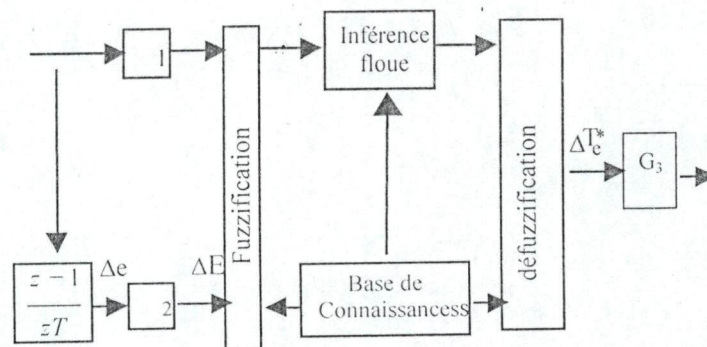 1
Inférence
floue
Fuzzification
défuzzification
ΔT*e
G3
z − 1
zT
Δe
2
ΔE
Base de
Connaissancess